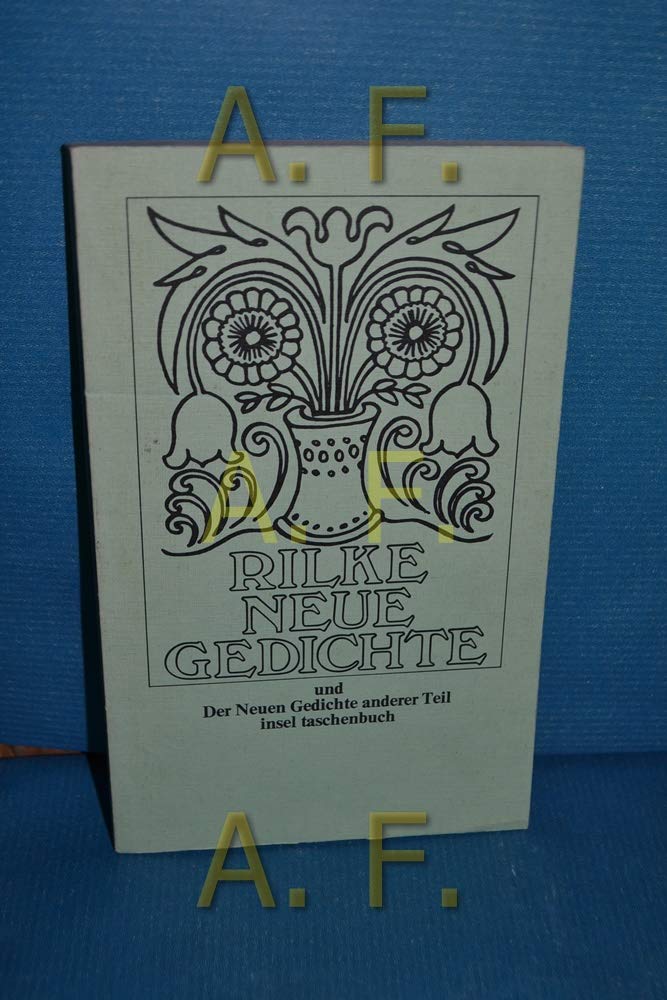 A. F.
A. F.
RILKE
NEUE
GEDICHTE
und
Der Neuen Gedichte anderer Teil
insel taschenbuch
A. F.